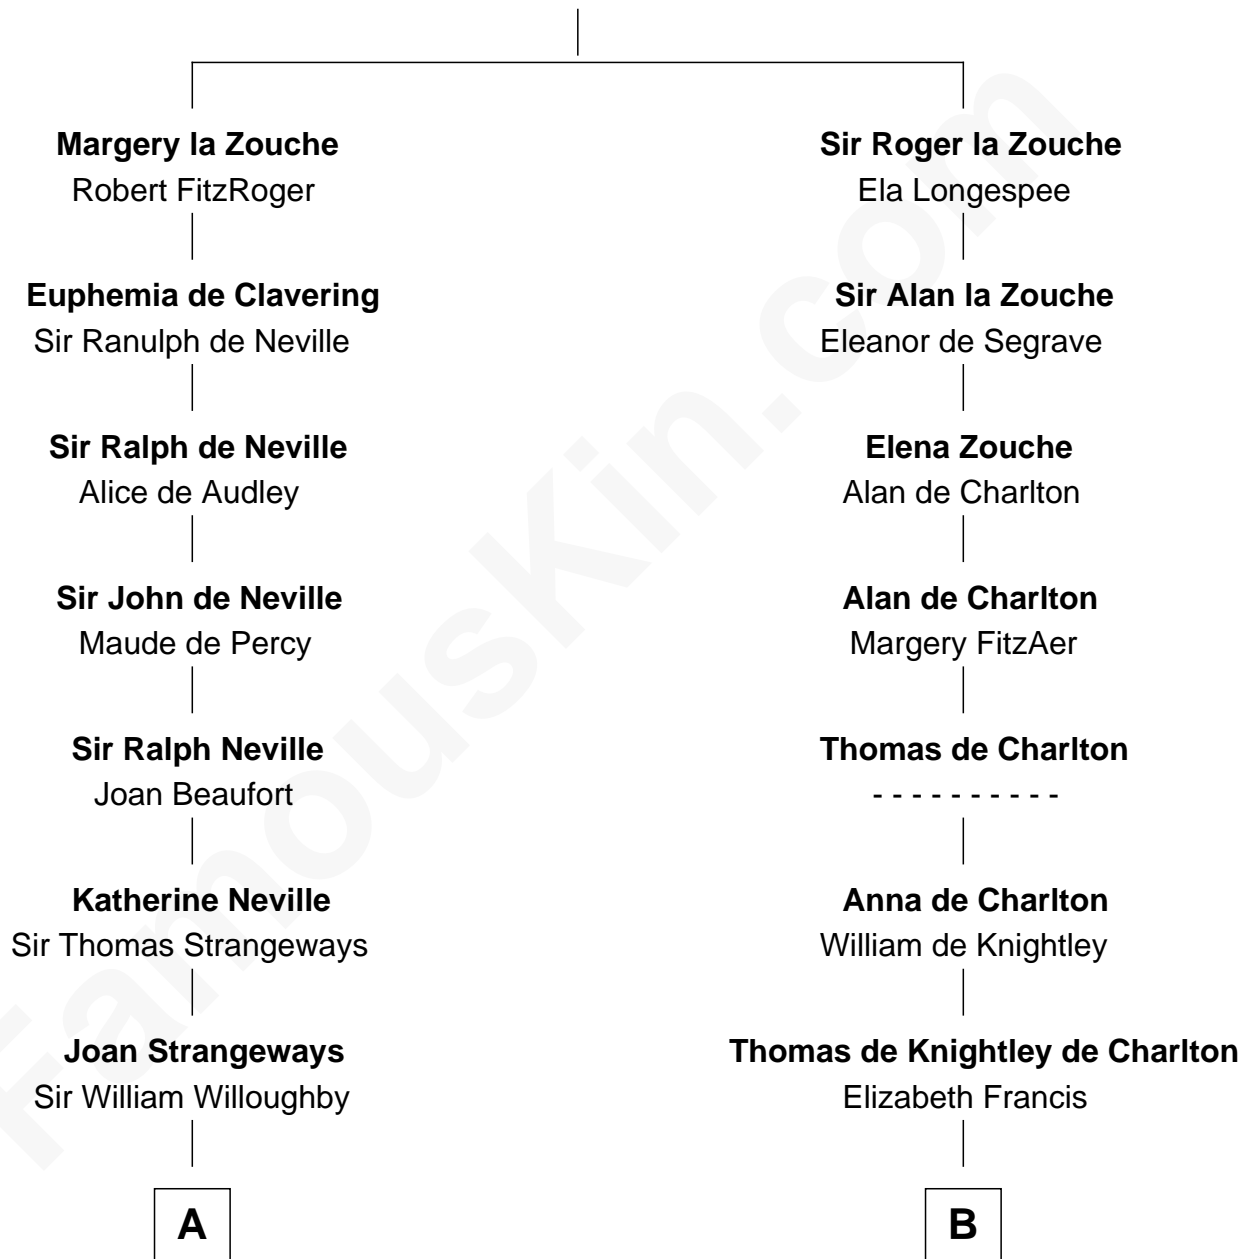 Margery la Zouche
Robert FitzRoger
Sir Roger la Zouche
Ela Longespee
Euphemia de Clavering
Sir Ranulph de Neville
Sir Alan la Zouche
Eleanor de Segrave
Sir Ralph de Neville
Alice de Audley
Elena Zouche
Alan de Charlton
Sir John de Neville
Maude de Percy
Alan de Charlton
Margery FitzAer
Sir Ralph Neville
Joan Beaufort
Thomas de Charlton
- - - - - - - - - -
Katherine Neville
Sir Thomas Strangeways
Anna de Charlton
William de Knightley
Joan Strangeways
Sir William Willoughby
Thomas de Knightley de Charlton
Elizabeth Francis
A
B
FamousKin.com